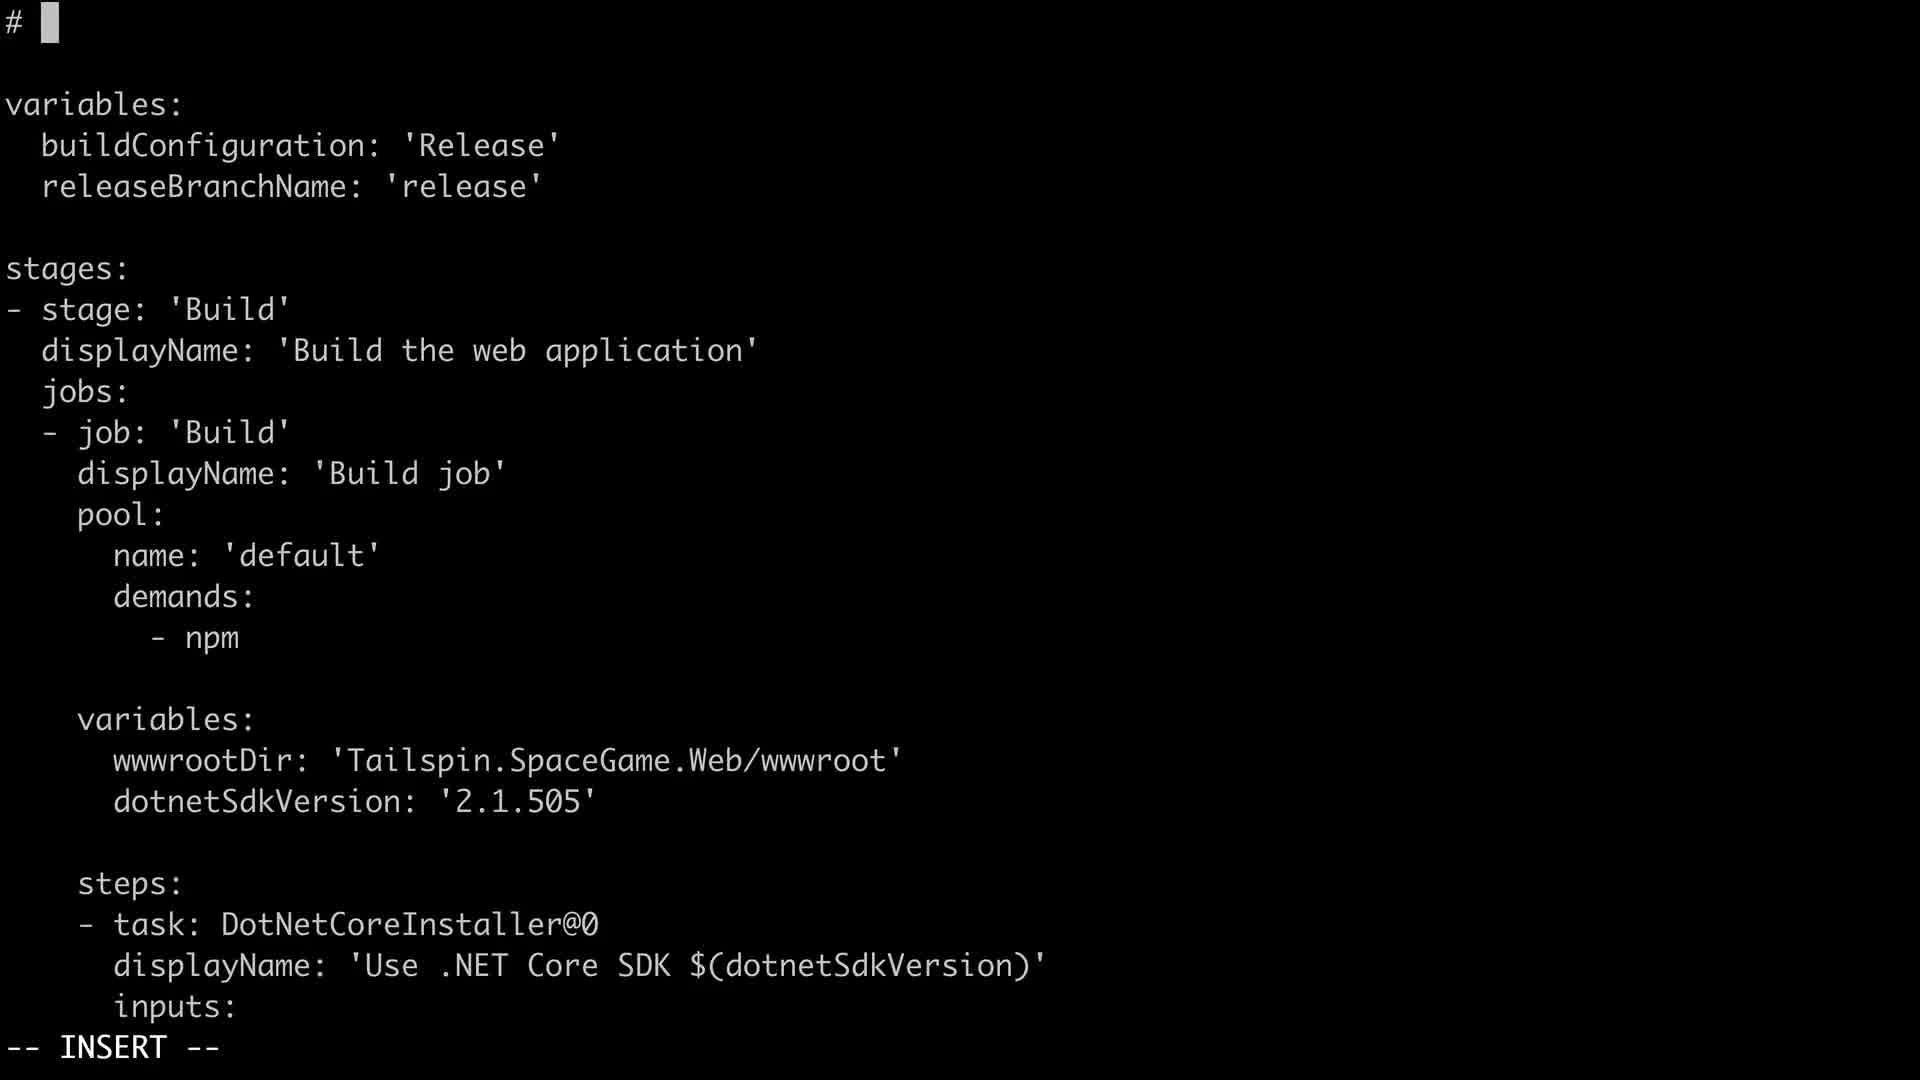 #
variables:
  buildConfiguration: 'Release'
  releaseBranchName: 'release'
stages:
- stage: 'Build'
  displayName: 'Build the web application'
  jobs:
  - job: 'Build'
    displayName: 'Build job'
    pool:
      name: 'default'
      demands:
        - npm
    variables:
      wwwrootDir: 'Tailspin.SpaceGame.Web/wwwroot'
      dotnetSdkVersion: '2.1.505'
    steps:
    - task: DotNetCoreInstaller@0
      displayName: 'Use .NET Core SDK $(dotnetSdkVersion)'
      inputs:
-- INSERT --